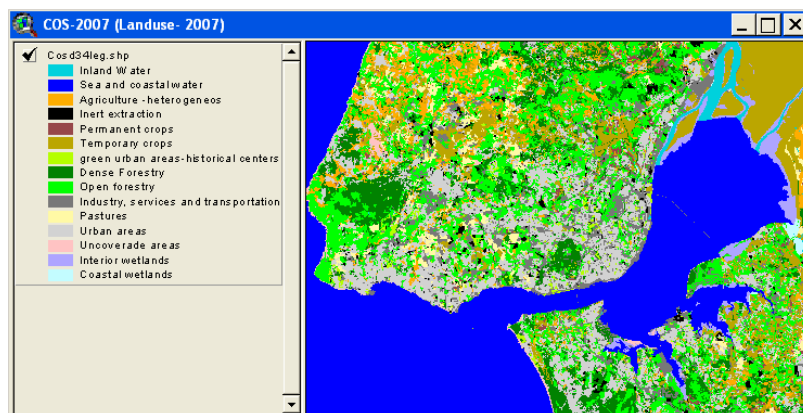 COS-2007 (Landuse- 2007)
Cosd34leg.shp
Inland Water
Sea and coastal water
Agriculture -heterogeneos
Inert extraction
Permanent crops
Temporary crops
green urban areas-historical centers
Dense Forestry
Open forestry
Industry, services and transportation
Pastures
Urban areas
Uncoverade areas
Interior wetlands
Coastal wetlands